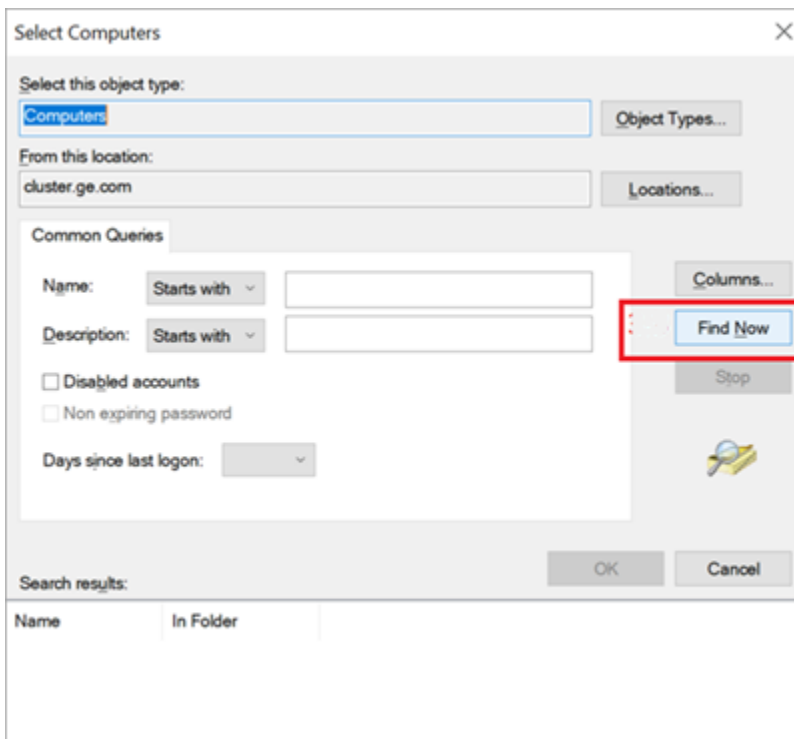 Select Computers
Select this object type:
Computers
Object Types...
From this location:
cluster.ge.com
Locations...
Common Queries
Name:
Starts with
Columns...
Description:
Starts with
Find Now
Disabled accounts
Stop
Non expiring password
Days since last logon:
OK
Cancel
Search results:
Name
In Folder